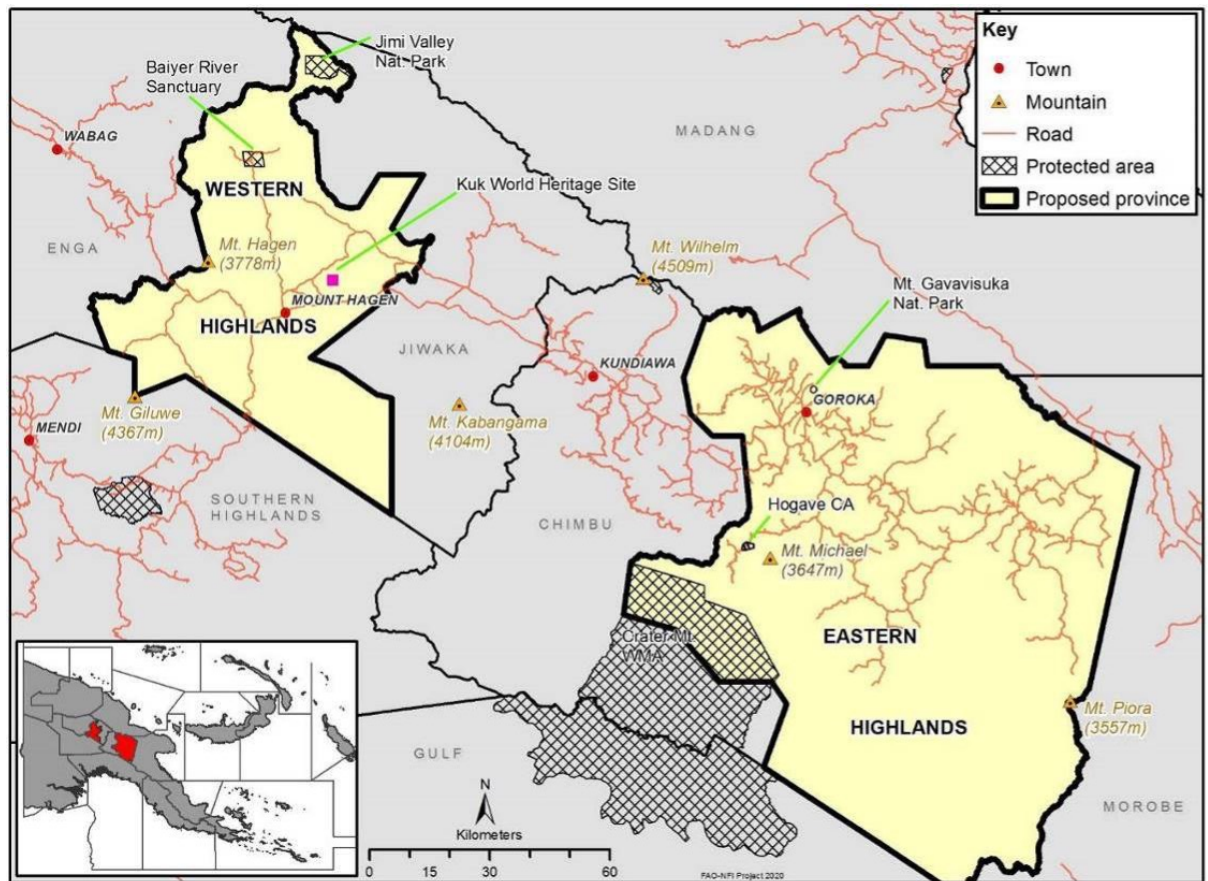 Jimi Valley
Nat. Park
Baiyer River
Sanctuary
Key
Town
Mountain
Road
Protected area
Proposed province
WABAG
MADANG
WESTERN
Kuk World Heritage Site
ENGA
Mt. Hagen
(3778m)
Mt. Wilhelm
(4509m)
Mt. Gavavisuka
Nat. Park
MOUNT HAGEN
HIGHLANDS
JIWAKA
KUNDIAWA
GOROKA
Mt. Giluwe
(4367m)
Mt. Kabangama
(4104m)
MENDI
SOUTHERN
HIGHLANDS
CHIMBU
Hogave CA
Mt. Michael
(3647m)
Crater Mt.
WMA
EASTERN
HIGHLANDS
Mt. Piora
(3557m)
GULF
MOROBE
N
Kilometers
0 15 30 60
FAO-NFI Project 2020